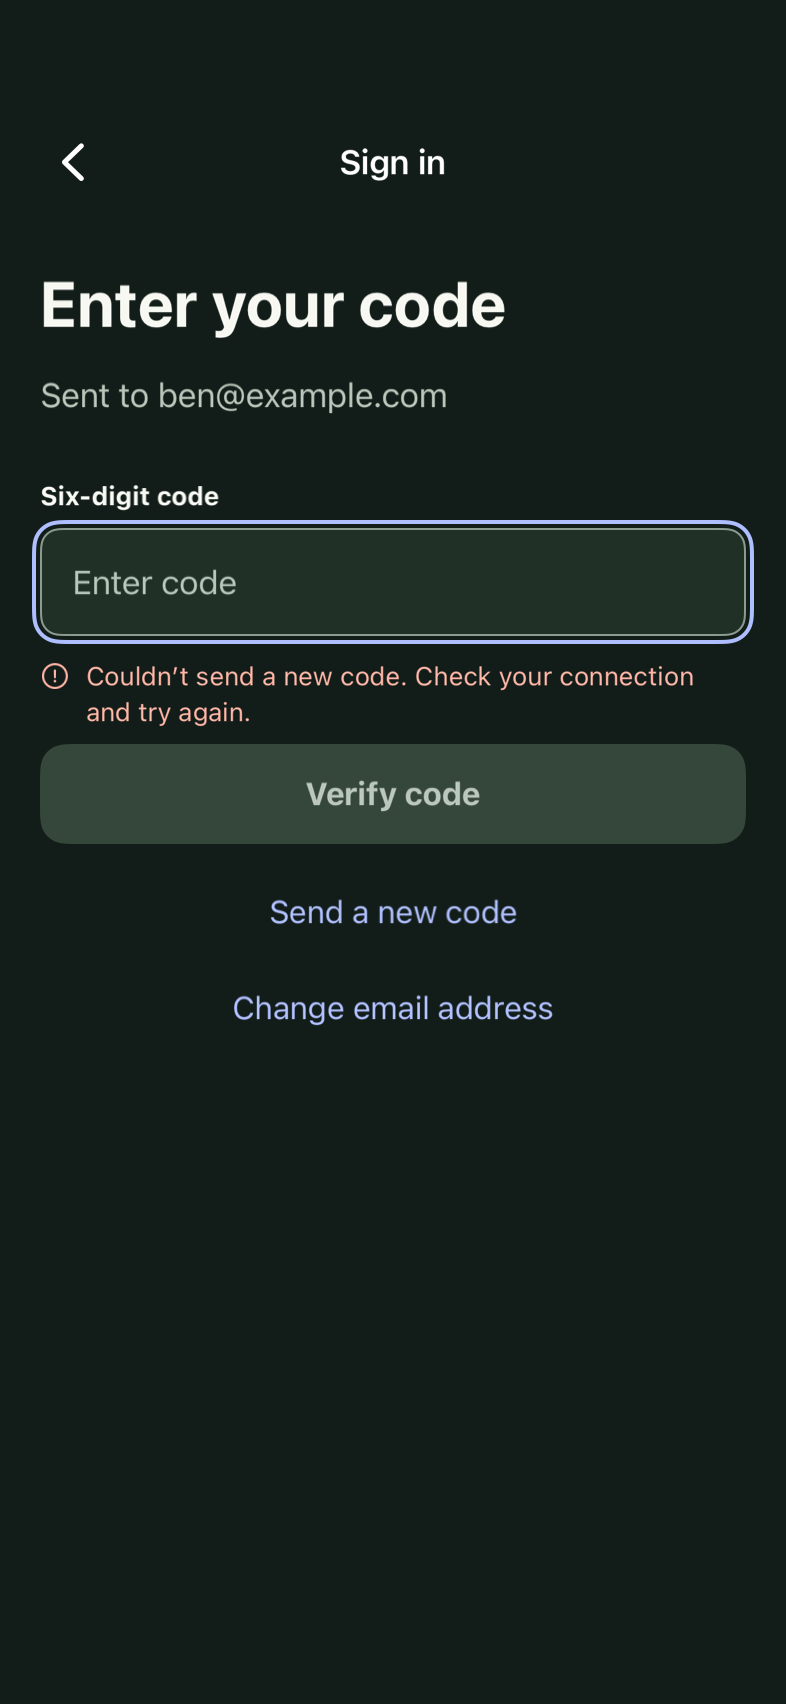 Sign in
Enter your code
Sent to ben@example.com
Six-digit code
Enter code
Couldn’t send a new code. Check your connection
and try again.
Verify code
Send a new code
Change email address